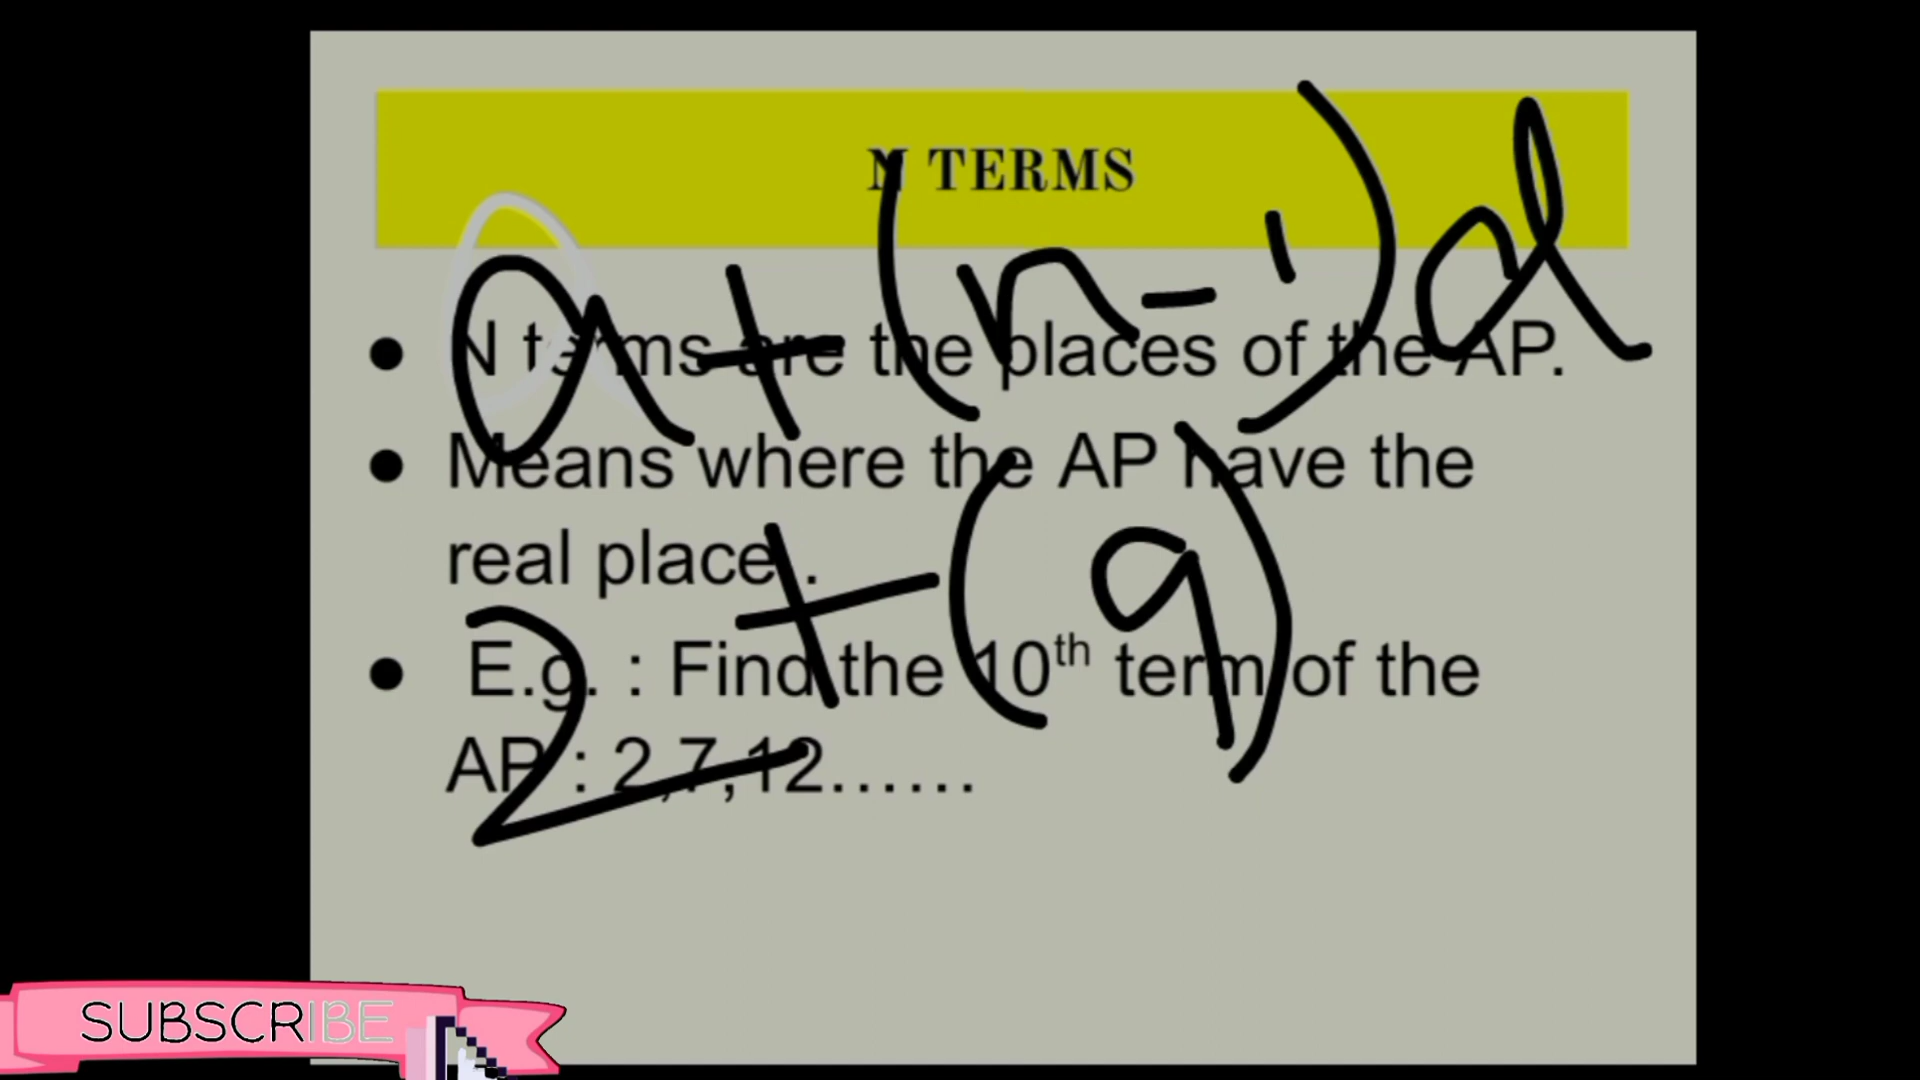 N TERMS
a+(n-1)d
● N terms are the places of the AP.
● Means where the AP have the
real place .
2+(9)
● E.g. : Find the 10th term of the
AP : 2,7,12......
SUBSCRIBE